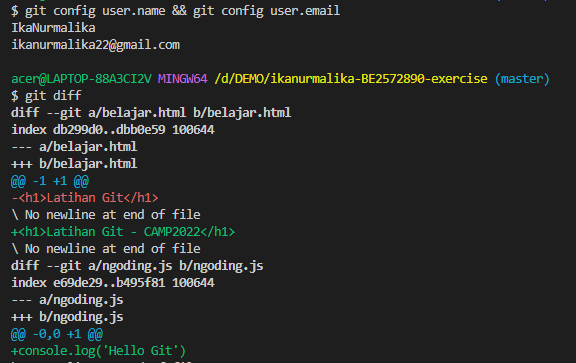 $ git config user.name && git config user.email
IkaNurmalika
ikanurmalika22@gmail.com
acer@LAPTOP-88A3CI2V MINGW64 /d/DEMO/ikanurmalika-BE2572890-exercise (master)
$ git diff
diff --git a/belajar.html b/belajar.html
index db299d0..dbb0e59 100644
--- a/belajar.html
+++ b/belajar.html
@@ -1 +1 @@
-<h1>Latihan Git</h1>
\ No newline at end of file
+<h1>Latihan Git - CAMP2022</h1>
\ No newline at end of file
diff --git a/ngoding.js b/ngoding.js
index e69de29..b495f81 100644
--- a/ngoding.js
+++ b/ngoding.js
@@ -0,0 +1 @@
+console.log('Hello Git')